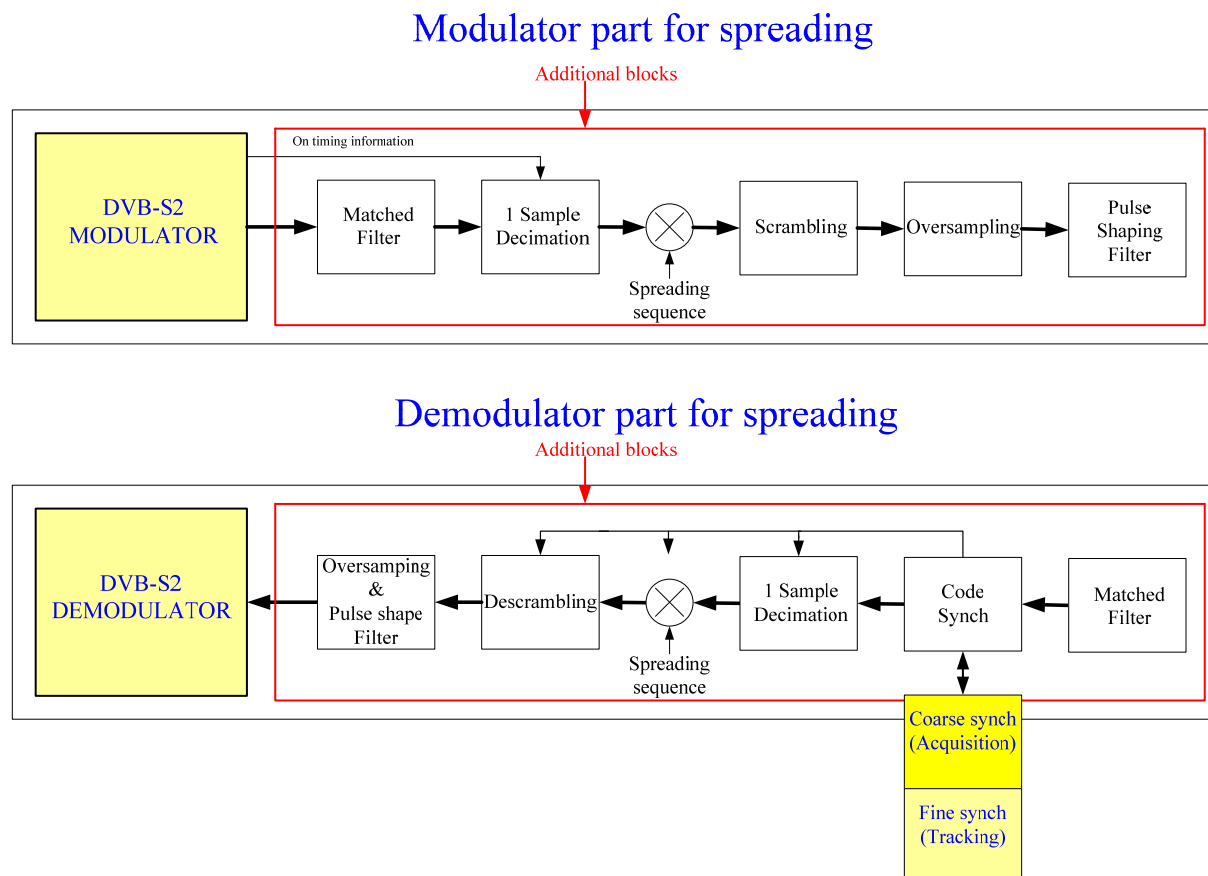 Modulator part for spreading
Additional blocks
On timing information
DVB-S2
MODULATOR
Matched
Filter
1 Sample
Decimation
Spreading
sequence
Scrambling
Oversampling
Pulse
Shaping
Filter
Demodulator part for spreading
Additional blocks
DVB-S2
DEMODULATOR
Oversamping
&
Pulse shape
Filter
Descrambling
Spreading
sequence
1 Sample
Decimation
Code
Synch
Matched
Filter
Coarse synch
(Acquisition)
Fine synch
(Tracking)